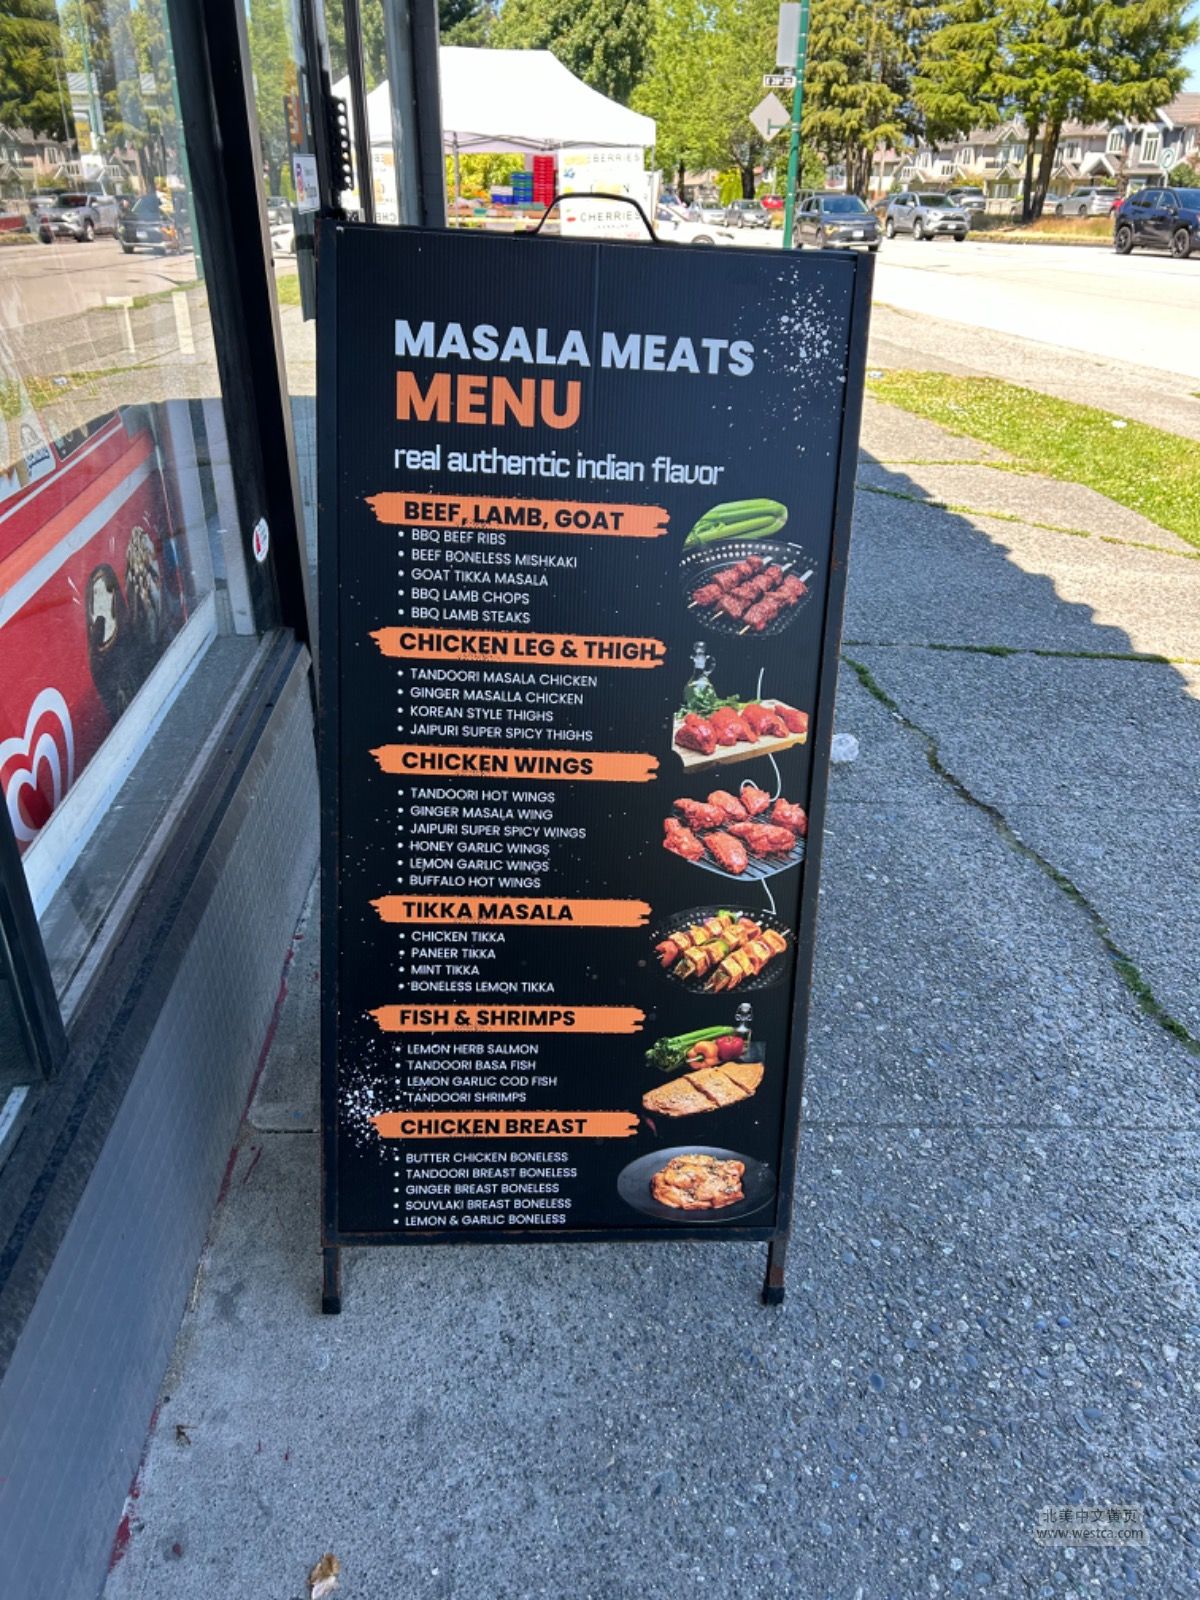 BERRIES
CHERRIES
MASALA MEATS
MENU
real authentic indian flavor
BEEF, LAMB, GOAT
• BBQ BEEF RIBS
• BEEF BONELESS MISHKAKI
• GOAT TIKKA MASALA
• BBQ LAMB CHOPS
• BBQ LAMB STEAKS
CHICKEN LEG & THIGH
• TANDOORI MASALA CHICKEN
• GINGER MASALLA CHICKEN
• KOREAN STYLE THIGHS
• JAIPURI SUPER SPICY THIGHS
CHICKEN WINGS
• TANDOORI HOT WINGS
• GINGER MASALA WING
• JAIPURI SUPER SPICY WINGS
• HONEY GARLIC WINGS
• LEMON GARLIC WINGS
• BUFFALO HOT WINGS
TIKKA MASALA
• CHICKEN TIKKA
• PANEER TIKKA
• MINT TIKKA
• BONELESS LEMON TIKKA
FISH & SHRIMPS
• LEMON HERB SALMON
• TANDOORI BASA FISH
• LEMON GARLIC COD FISH
• TANDOORI SHRIMPS
CHICKEN BREAST
• BUTTER CHICKEN BONELESS
• TANDOORI BREAST BONELESS
• GINGER BREAST BONELESS
• SOUVLAKI BREAST BONELESS
• LEMON & GARLIC BONELESS
北美中文黄页
www.westca.com